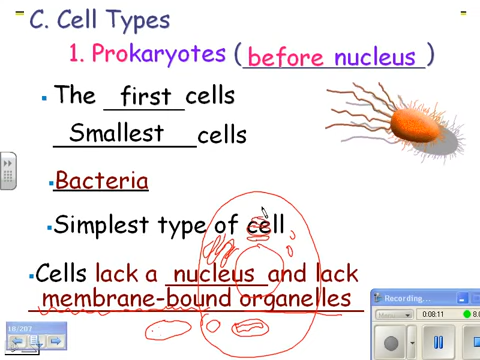 C. Cell Types
1. Prokaryotes (before nucleus)
The first cells
Smallest cells
Bacteria
Simplest type of cell
Cells lack a nucleus and lack
membrane-bound organelles
Recording...
18/207
00:08:11